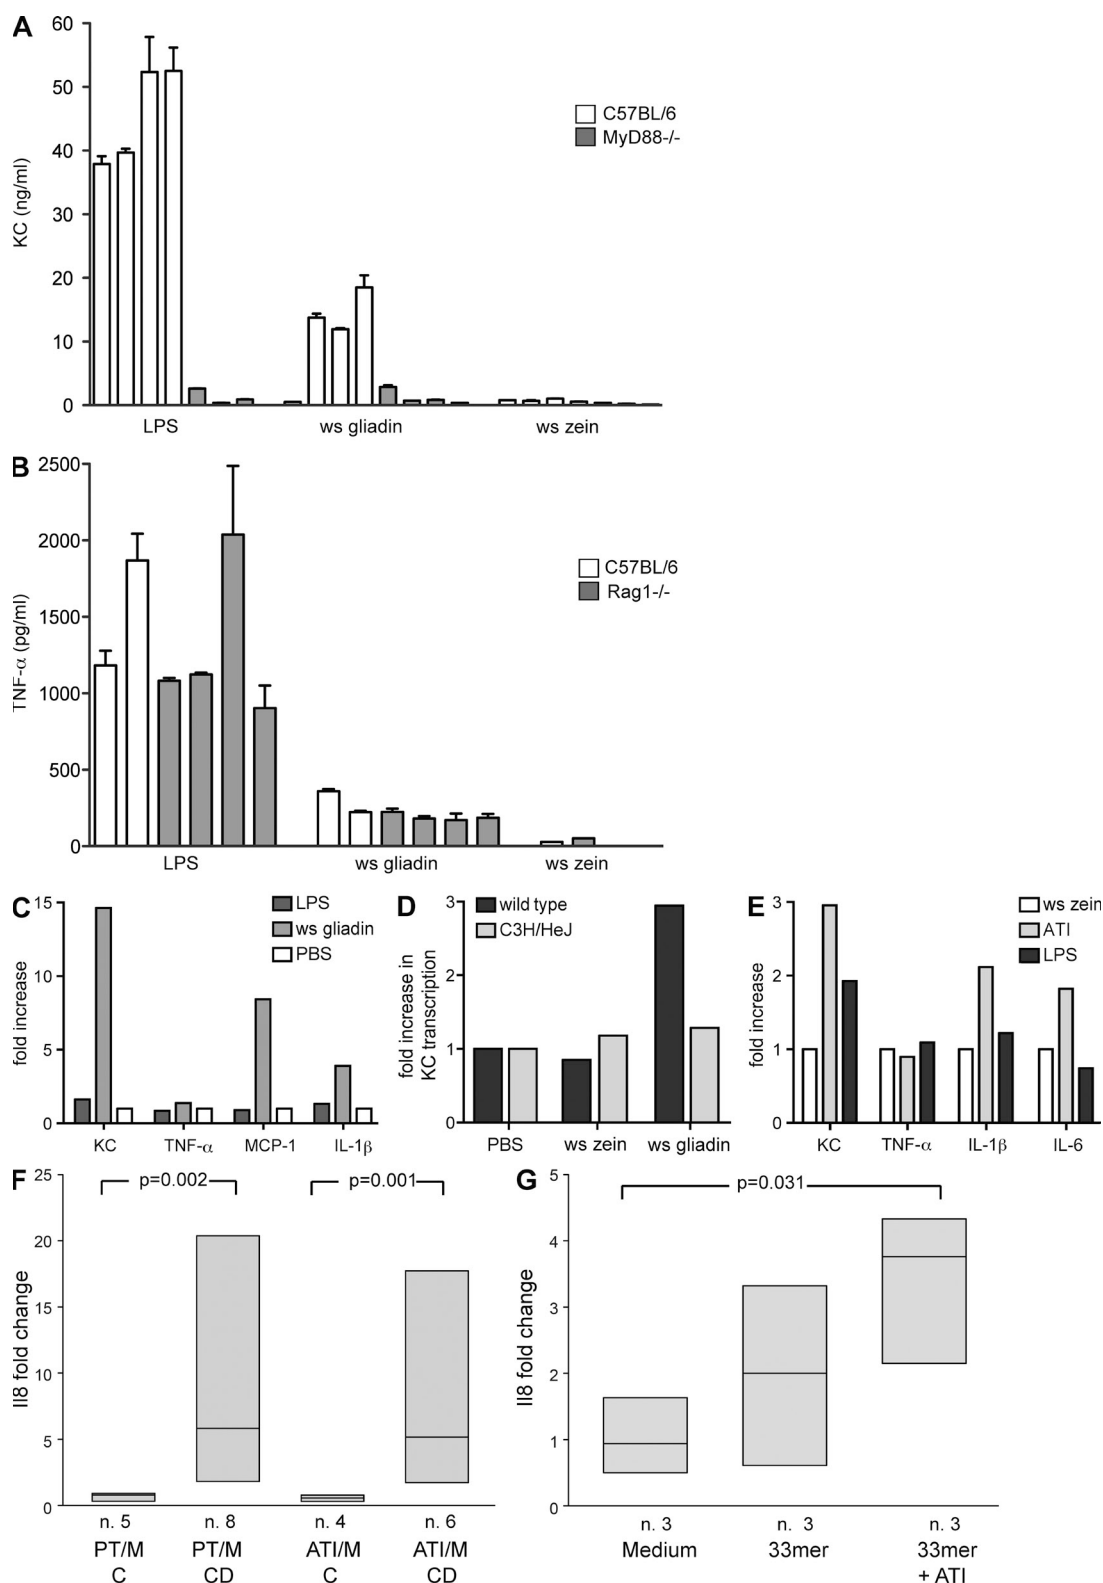 A
KC (ng/ml)
60
50
40
30
20
10
0
C57BL/6
MyD88-/-
LPS
ws gliadin
ws zein
B
TNF-α (pg/ml)
2500
2000
1500
1000
500
0
C57BL/6
Rag1-/-
LPS
ws gliadin
ws zein
C
fold increase
15
10
5
0
LPS
ws gliadin
PBS
KC
TNF-α
MCP-1
IL-1β
D
fold increase in
KC transcription
3
2
1
0
wild type
C3H/HeJ
PBS
ws zein
ws gliadin
E
fold increase
3
2
1
0
ws zein
ATI
LPS
KC
TNF-α
IL-1β
IL-6
F
Il8 fold change
25
20
15
10
5
0
p=0.002
p=0.001
n. 5
n. 8
n. 4
n. 6
PT/M
C
PT/M
CD
ATI/M
C
ATI/M
CD
G
Il8 fold change
5
4
3
2
1
0
p=0.031
n. 3
n. 3
n. 3
Medium
33mer
33mer
+ ATI